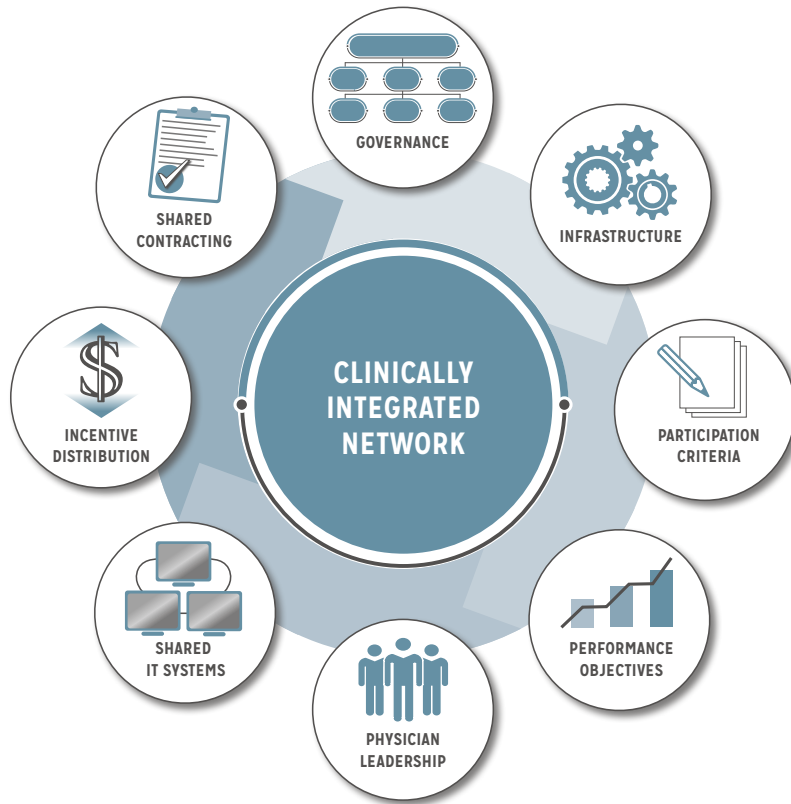 GOVERNANCE
INFRASTRUCTURE
PARTICIPATION
CRITERIA
PERFORMANCE
OBJECTIVES
PHYSICIAN
LEADERSHIP
SHARED
IT SYSTEMS
INCENTIVE
DISTRIBUTION
$
SHARED
CONTRACTING
CLINICALLY
INTEGRATED
NETWORK